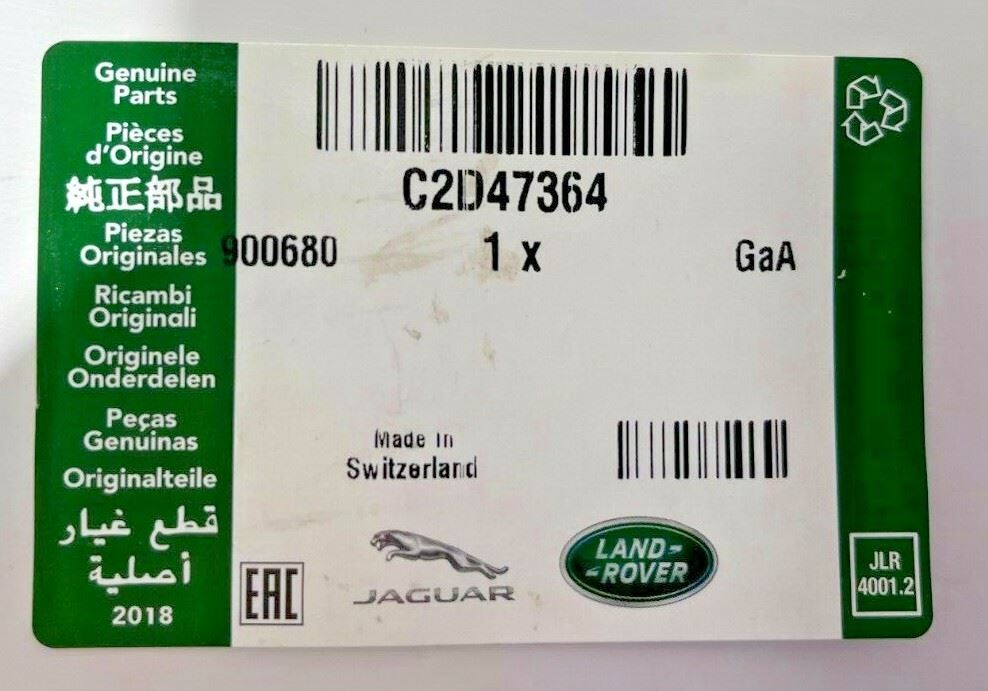 Genuine
Parts
Pièces
d'Origine
純正部品
Piezas
Originales
Ricambi
Originali
Originele
Onderdelen
Peças
Genuinas
Originalteile
قطع غيار
أصلية
2018
C2D47364
900680 1 x GaA
Made in
Switzerland
EAC
JAGUAR
LAND-
-ROVER
JLR
4001.2